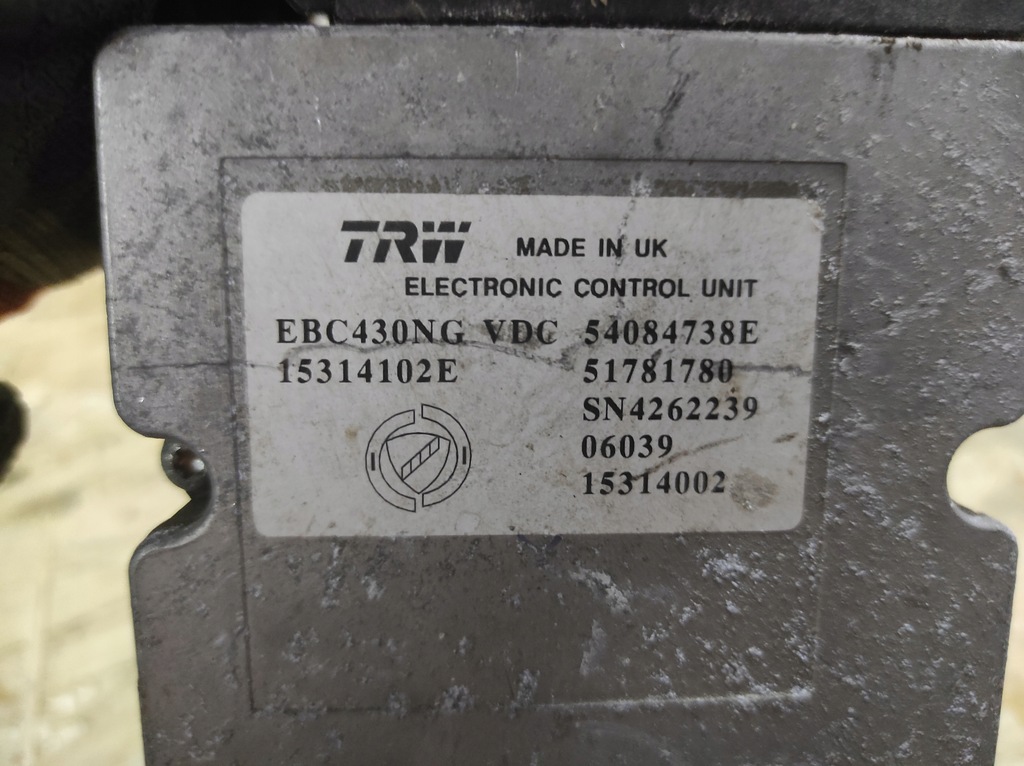 TRW MADE IN UK
ELECTRONIC CONTROL UNIT
EBC430NG VDC 54084738E
15314102E 51781780
SN4262239
06039
15314002